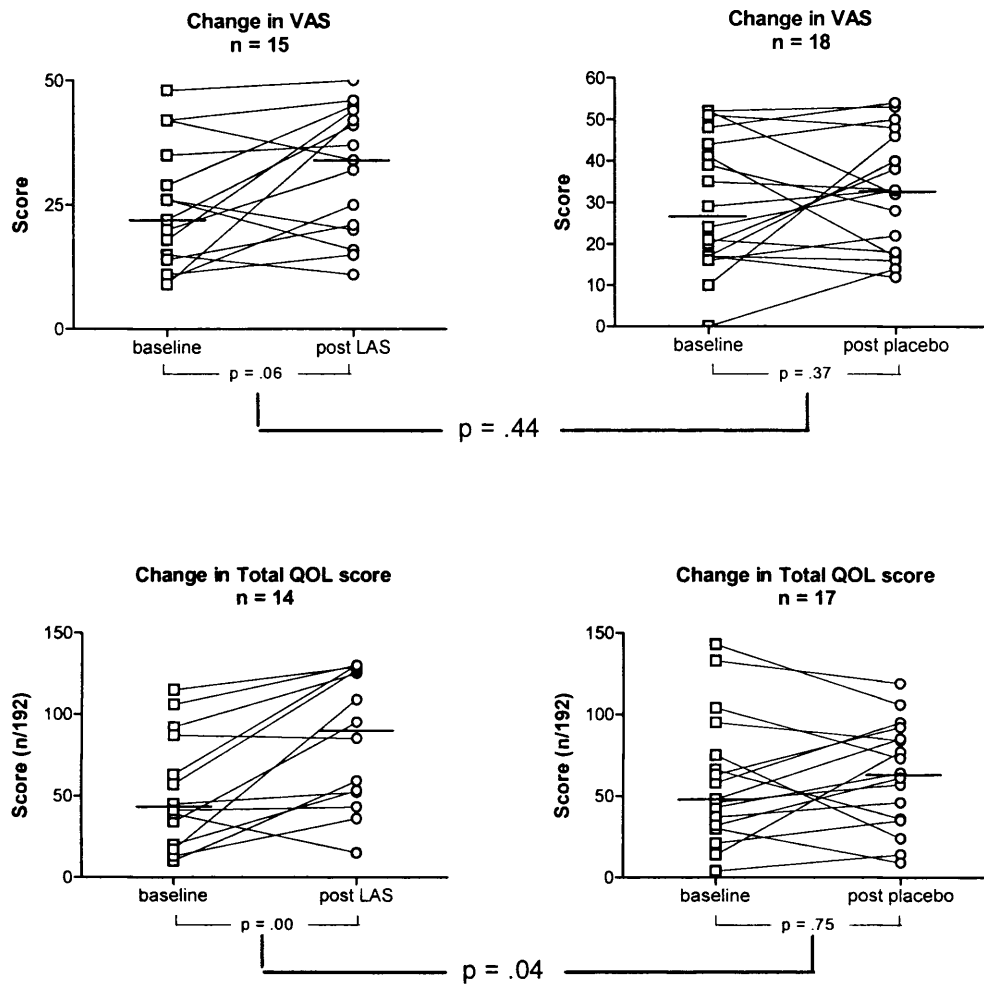 Change in VAS
n = 15
50
25
0
Score
baseline
post LAS
p = .06
Change in VAS
n = 18
60
50
40
30
20
10
0
Score
baseline
post placebo
p = .37
p = .44
Change in Total QOL score
n = 14
150
100
50
0
Score (n/192)
baseline
post LAS
p = .00
Change in Total QOL score
n = 17
150
100
50
0
Score (n/192)
baseline
post placebo
p = .75
p = .04